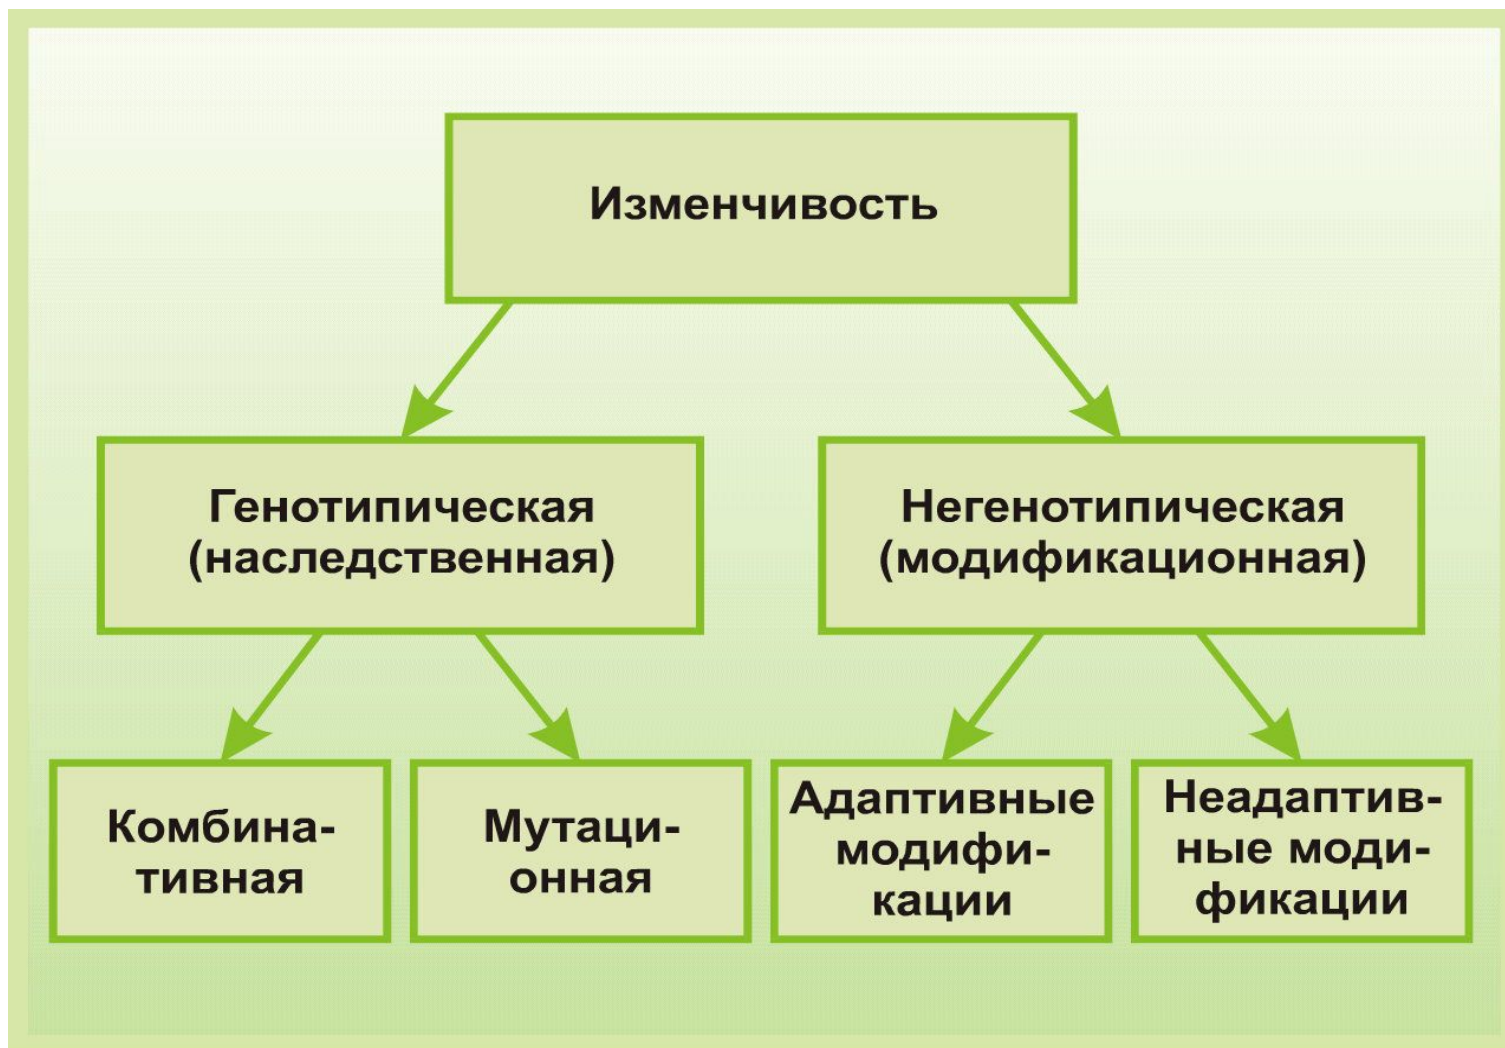 Изменчивость
Генотипическая
(наследственная)
Негенотипическая
(модификационная)
Комбина-
тивная
Мутаци-
онная
Адаптивные
модифи-
кации
Неадаптив-
ные моди-
фикации